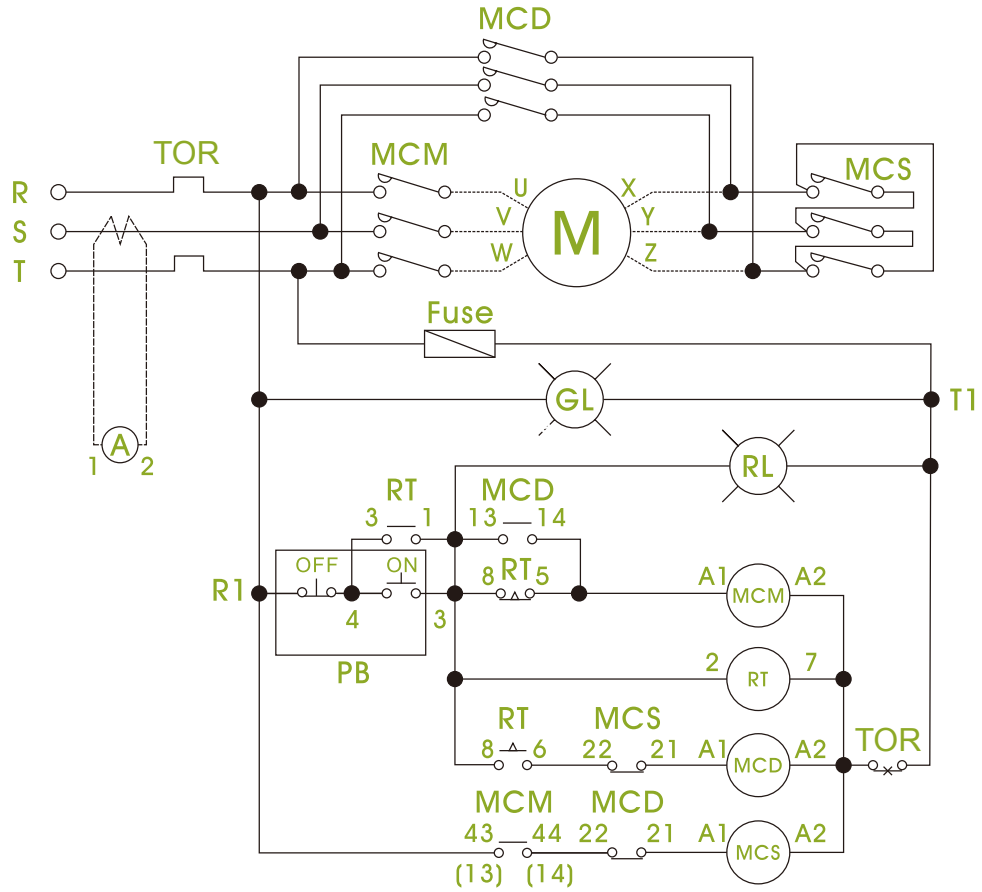 MCD
TOR
MCM
MCS
R
U
X
V
Y
S
M
W
Z
T
Fuse
GL
T1
A
1
2
RL
RT
MCD
3
1
13
14
OFF
ON
8
RT
5
A1
A2
R1
MCM
4
3
PB
2
7
RT
RT
MCS
TOR
8
6
22
21
A1
A2
MCD
MCM
MCD
43
44
22
21
A1
A2
MCS
(13)
(14)